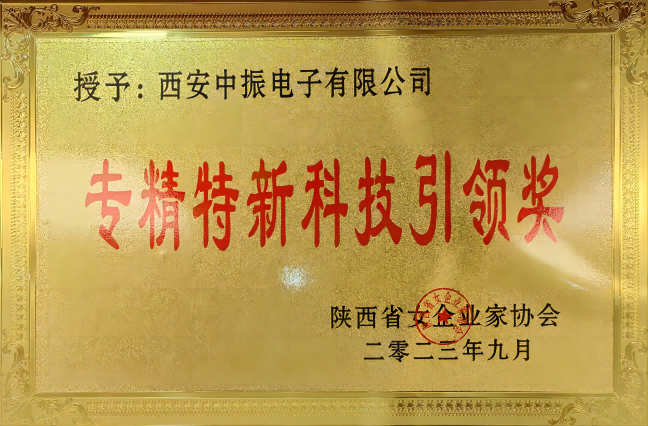 授予：西安中振电子有限公司
专精特新科技引领奖
陕西省女企业家协会
二零二三年九月